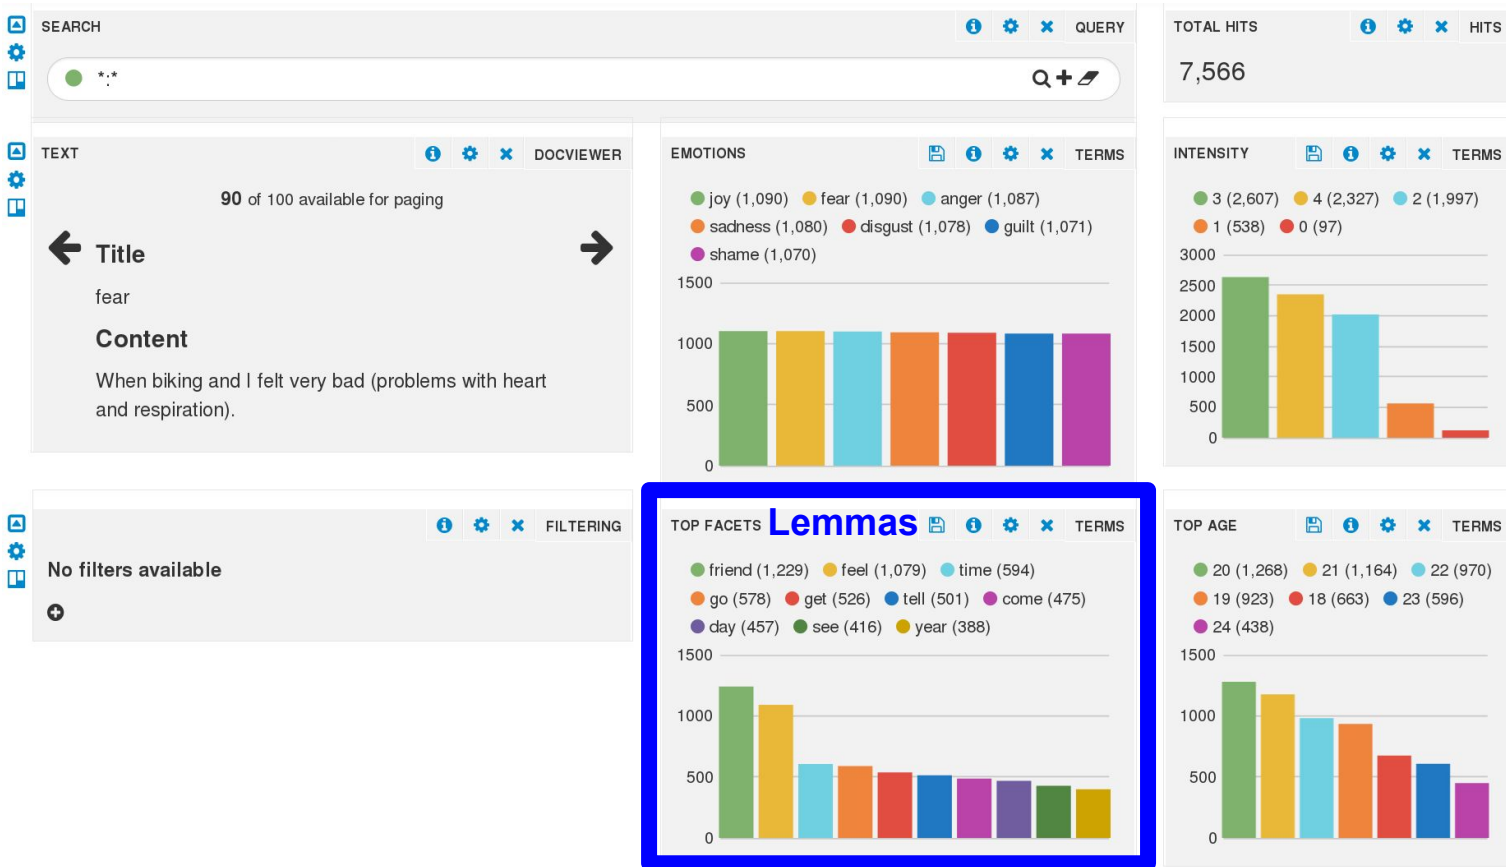 SEARCH
QUERY
*:*
TOTAL HITS
HITS
7,566
TEXT
DOCVIEWER
90 of 100 available for paging
Title
fear
Content
When biking and I felt very bad (problems with heart
and respiration).
EMOTIONS
TERMS
joy (1,090) fear (1,090) anger (1,087)
sadness (1,080) disgust (1,078) guilt (1,071)
shame (1,070)
1500
1000
500
0
INTENSITY
TERMS
3 (2,607) 4 (2,327) 2 (1,997)
1 (538) 0 (97)
3000
2500
2000
1500
1000
500
0
FILTERING
No filters available
TOP FACETS Lemmas
TERMS
friend (1,229) feel (1,079) time (594)
go (578) get (526) tell (501) come (475)
day (457) see (416) year (388)
1500
1000
500
0
TOP AGE
TERMS
20 (1,268) 21 (1,164) 22 (970)
19 (923) 18 (663) 23 (596)
24 (438)
1500
1000
500
0